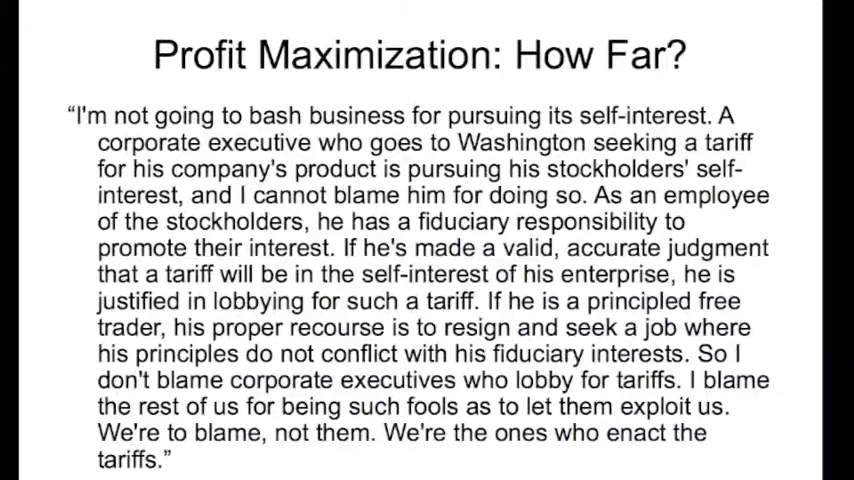 Profit Maximization: How Far?
“I'm not going to bash business for pursuing its self-interest. A
corporate executive who goes to Washington seeking a tariff
for his company's product is pursuing his stockholders' self-
interest, and I cannot blame him for doing so. As an employee
of the stockholders, he has a fiduciary responsibility to
promote their interest. If he's made a valid, accurate judgment
that a tariff will be in the self-interest of his enterprise, he is
justified in lobbying for such a tariff. If he is a principled free
trader, his proper recourse is to resign and seek a job where
his principles do not conflict with his fiduciary interests. So I
don't blame corporate executives who lobby for tariffs. I blame
the rest of us for being such fools as to let them exploit us.
We're to blame, not them. We're the ones who enact the
tariffs.”